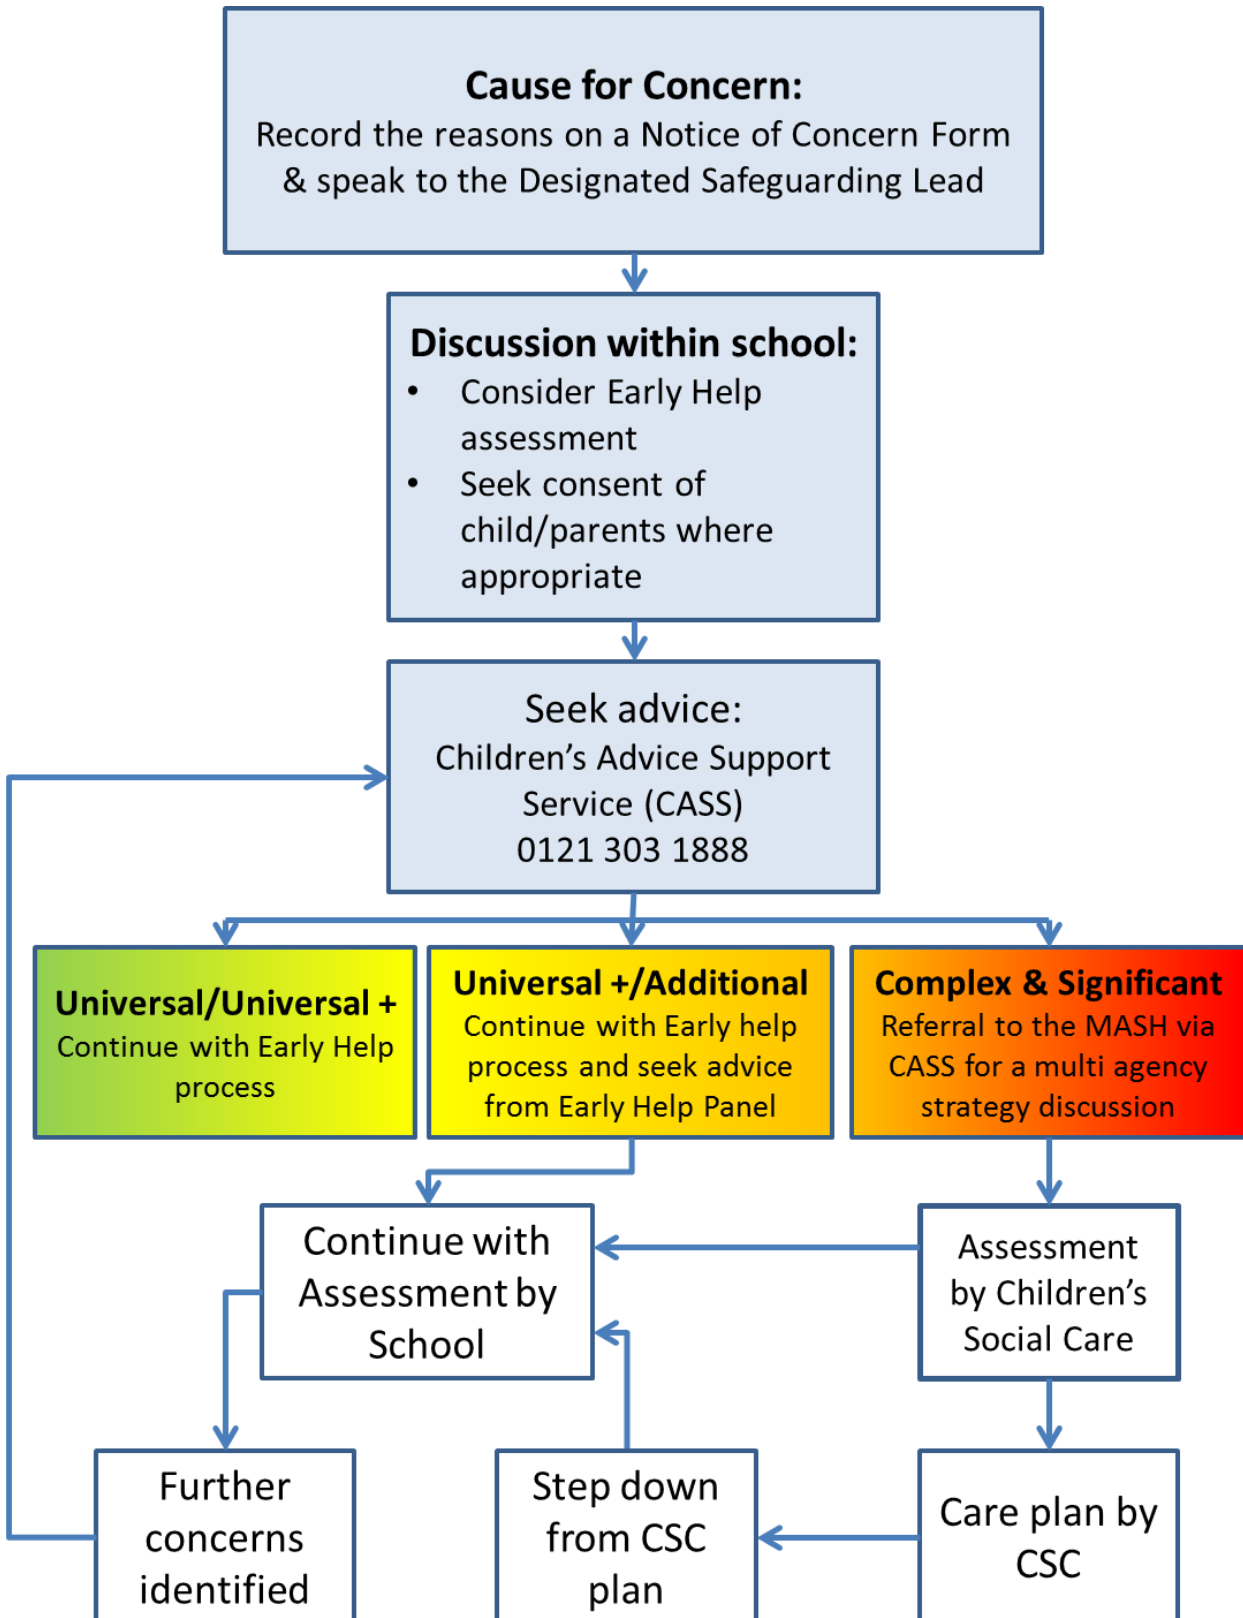 Cause for Concern:
Record the reasons on a Notice of Concern Form
& speak to the Designated Safeguarding Lead
Discussion within school:
• Consider Early Help
assessment
• Seek consent of
child/parents where
appropriate
Seek advice:
Children’s Advice Support
Service (CASS)
0121 303 1888
Universal/Universal +
Continue with Early Help
process
Universal +/Additional
Continue with Early help
process and seek advice
from Early Help Panel
Complex & Significant
Referral to the MASH via
CASS for a multi agency
strategy discussion
Continue with
Assessment by
School
Assessment
by Children’s
Social Care
Further
concerns
identified
Step down
from CSC
plan
Care plan by
CSC